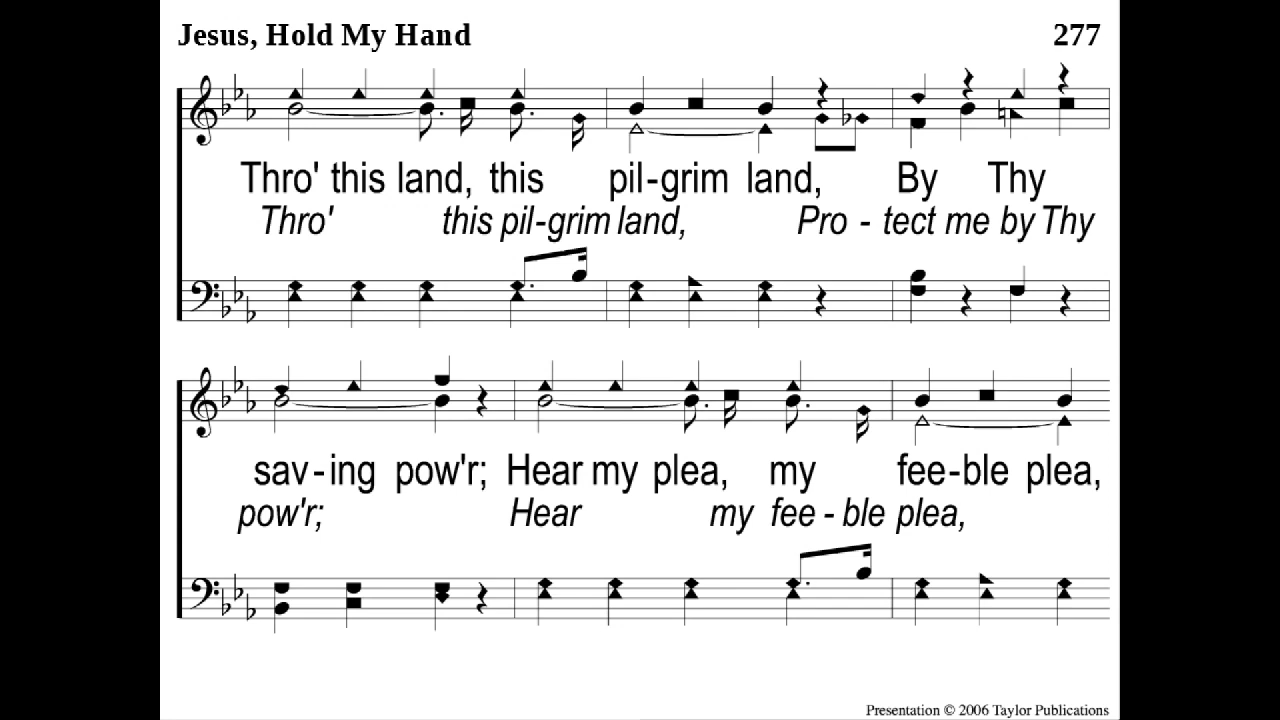 Jesus, Hold My Hand 277
Thro' this land, this pil-grim land, By Thy
Thro' this pil-grim land, Pro - tect me by Thy
sav-ing pow'r; Hear my plea, my fee-ble plea,
pow'r; Hear my fee - ble plea,
Presentation © 2006 Taylor Publications